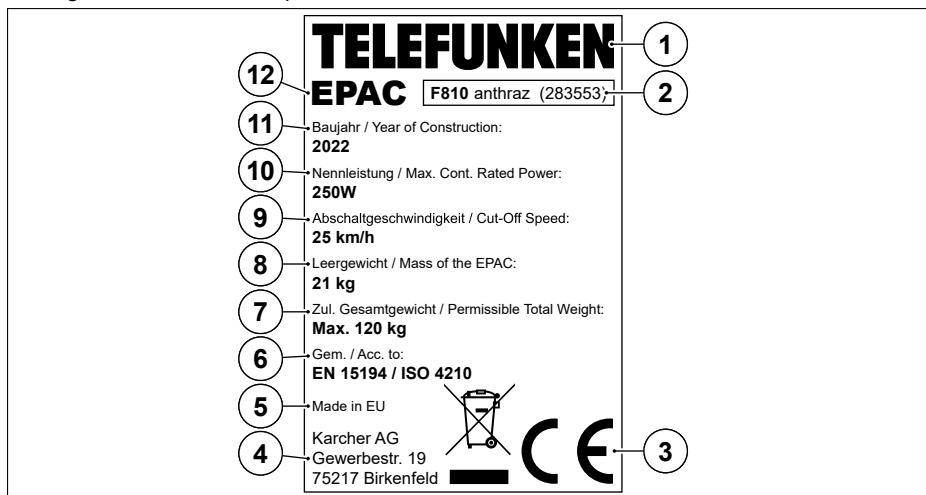 TELEFUNKEN 1
12 EPAC F810 anthraz (283553) 2
11 Baujahr / Year of Construction:
2022
10 Nennleistung / Max. Cont. Rated Power:
250W
9 Abschaltgeschwindigkeit / Cut-Off Speed:
25 km/h
8 Leergewicht / Mass of the EPAC:
21 kg
7 Zul. Gesamtgewicht / Permissible Total Weight:
Max. 120 kg
6 Gem. / Acc. to:
EN 15194 / ISO 4210
5 Made in EU
Karcher AG
4 Gewerbestr. 19
75217 Birkenfeld
CE 3